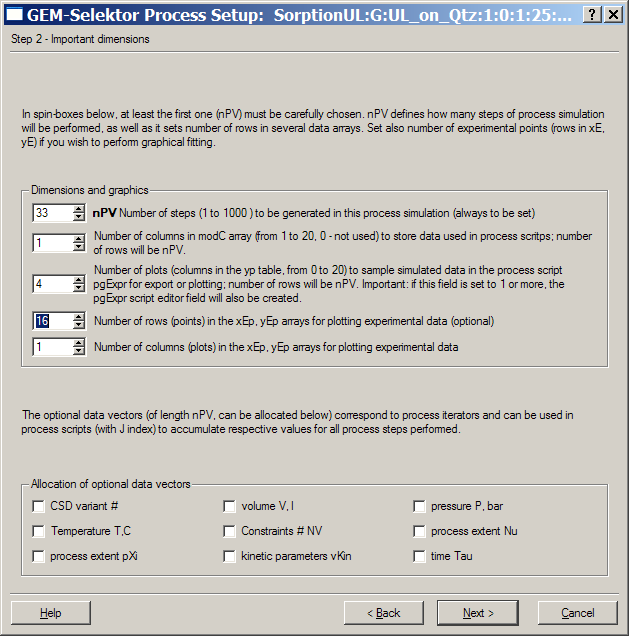 GEM-Selektor Process Setup:  SorptionUL:G:UL_on_Qtz:1:0:1:25:...
Step 2 - Important dimensions
In spin-boxes below, at least the first one (nPV) must be carefully chosen. nPV defines how many steps of process simulation
will be performed, as well as it sets number of rows in several data arrays. Set also number of experimental points (rows in xE,
yE) if you wish to perform graphical fitting.
Dimensions and graphics
33 nPV Number of steps (1 to 1000 ) to be generated in this process simulation (always to be set)
1 Number of columns in modC array (from 1 to 20, 0 - not used) to store data used in process scritps; number
of rows will be nPV.
Number of plots (columns in the yp table, from 0 to 20) to sample simulated data in the process script
4 pgExpr for export or plotting; number of rows will be nPV. Important: if this field is set to 1 or more, the
pgExpr script editor field will also be created.
16 Number of rows (points) in the xEp, yEp arrays for plotting experimental data (optional)
1 Number of columns (plots) in the xEp, yEp arrays for plotting experimental data
The optional data vectors (of length nPV, can be allocated below) correspond to process iterators and can be used in
process scripts (with J index) to accumulate respective values for all process steps performed.
Allocation of optional data vectors
CSD variant # volume V, l pressure P, bar
Temperature T,C Constraints # NV process extent Nu
process extent pXi kinetic parameters vKin time Tau
Help < Back Next > Cancel